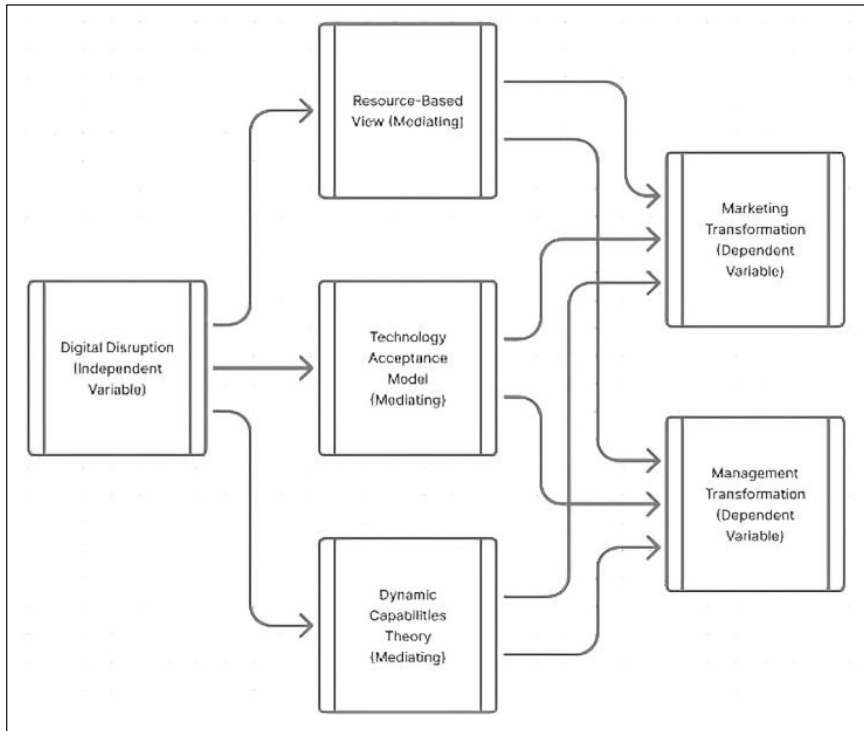 Resource-Based
View (Mediating)
Marketing
Transformation
(Dependent
Variable)
Digital Disruption
(Independent
Variable)
Technology
Acceptance
Model
(Mediating)
Management
Transformation
(Dependent
Variable)
Dynamic
Capabilities
Theory
(Mediating)